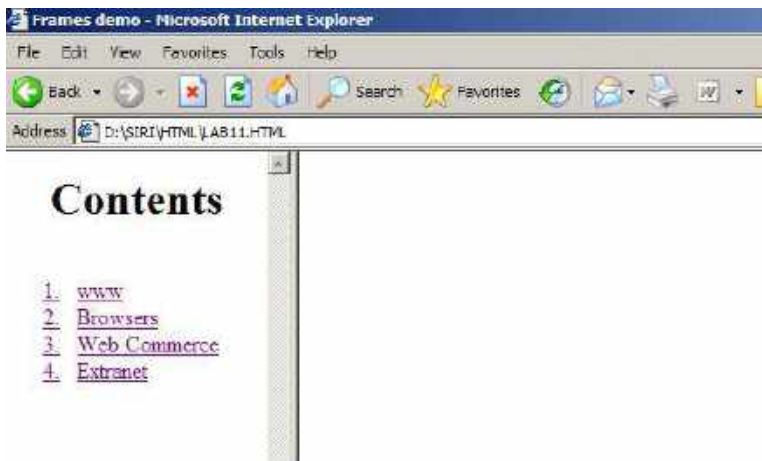 Frames demo - Microsoft Internet Explorer
File Edit View Favorites Tools Help
Back Search Favorites W
Address D:\SIRI\HTML\LAB11.HTML
Contents
1. www
2. Browsers
3. Web Commerce
4. Extranet